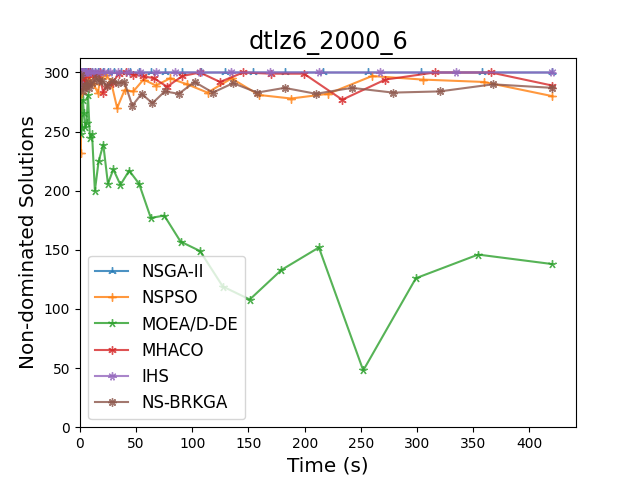 dtlz6_2000_6
Non-dominated Solutions
300
250
200
150
100
50
0
NSGA-II
NSPSO
MOEA/D-DE
MHACO
IHS
NS-BRKGA
0 50 100 150 200 250 300 350 400
Time (s)